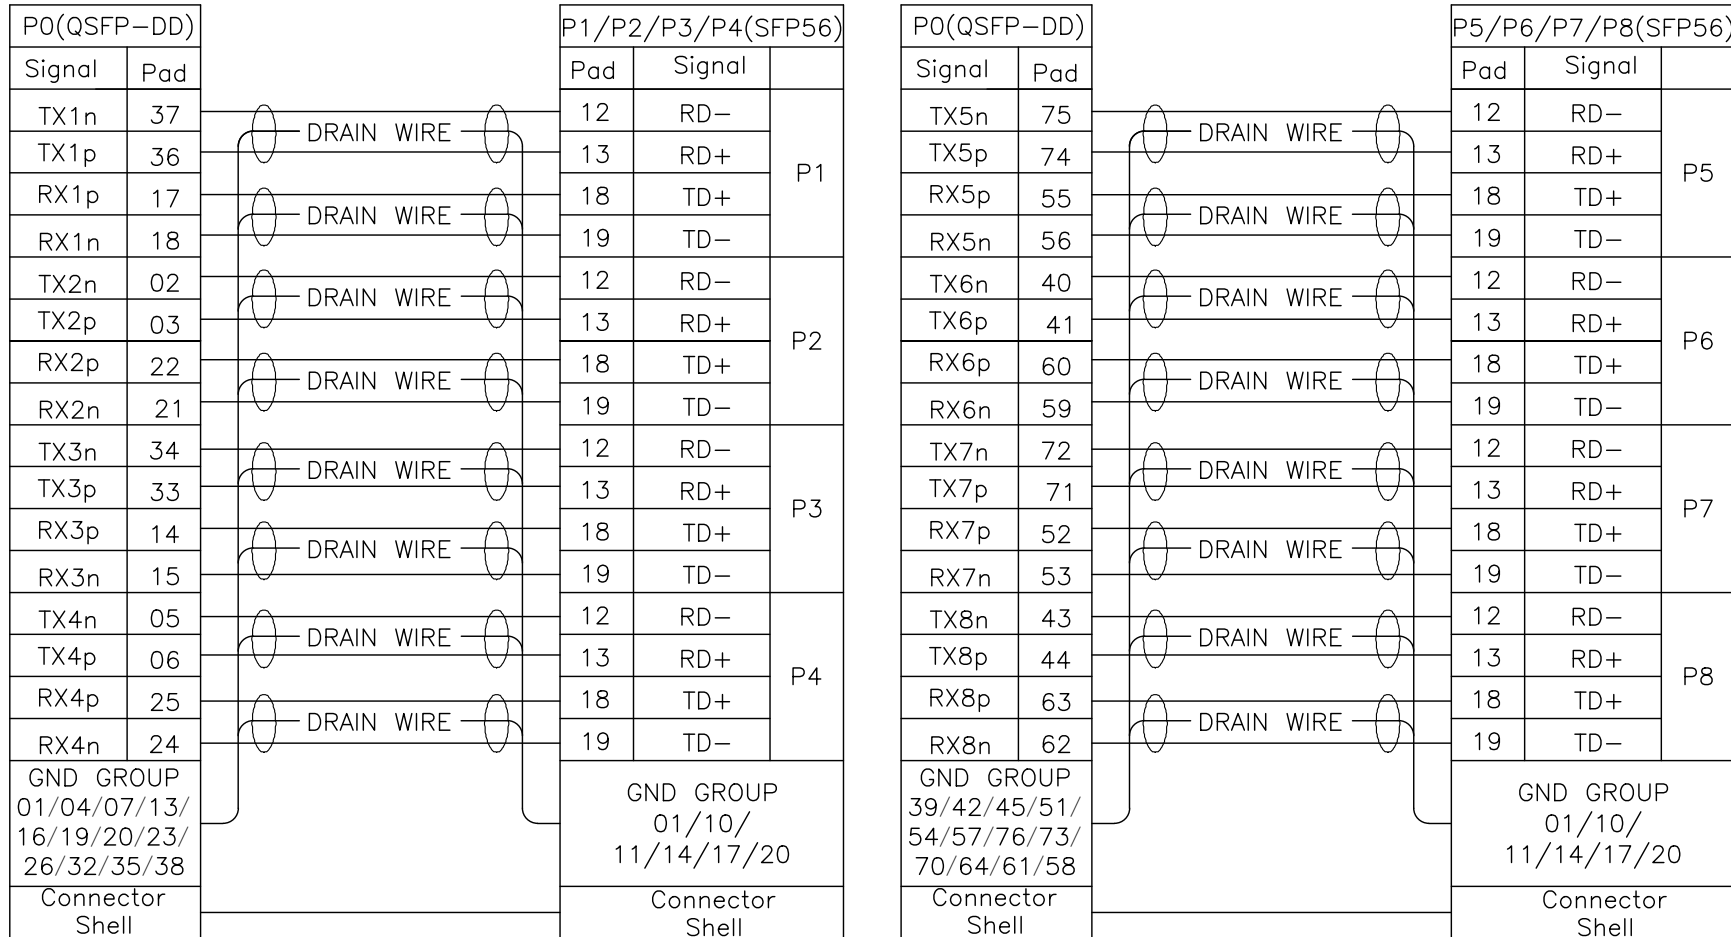 P0(QSFP-DD) P1/P2/P3/P4(SFP56)
Signal Pad Pad Signal
TX1n 37 DRAIN WIRE 12 RD-
TX1p 36 13 RD+
P1
RX1p 17 DRAIN WIRE 18 TD+
RX1n 18 19 TD-
TX2n 02 DRAIN WIRE 12 RD-
TX2p 03 13 RD+
P2
RX2p 22 DRAIN WIRE 18 TD+
RX2n 21 19 TD-
TX3n 34 DRAIN WIRE 12 RD-
TX3p 33 13 RD+
P3
RX3p 14 DRAIN WIRE 18 TD+
RX3n 15 19 TD-
TX4n 05 DRAIN WIRE 12 RD-
TX4p 06 13 RD+
P4
RX4p 25 DRAIN WIRE 18 TD+
RX4n 24 19 TD-
GND GROUP
01/04/07/13/
16/19/20/23/
26/32/35/38
GND GROUP
01/10/
11/14/17/20
Connector
Shell
Connector
Shell
P0(QSFP-DD) P5/P6/P7/P8(SFP56)
Signal Pad Pad Signal
TX5n 75 DRAIN WIRE 12 RD-
TX5p 74 13 RD+
P5
RX5p 55 DRAIN WIRE 18 TD+
RX5n 56 19 TD-
TX6n 40 DRAIN WIRE 12 RD-
TX6p 41 13 RD+
P6
RX6p 60 DRAIN WIRE 18 TD+
RX6n 59 19 TD-
TX7n 72 DRAIN WIRE 12 RD-
TX7p 71 13 RD+
P7
RX7p 52 DRAIN WIRE 18 TD+
RX7n 53 19 TD-
TX8n 43 DRAIN WIRE 12 RD-
TX8p 44 13 RD+
P8
RX8p 63 DRAIN WIRE 18 TD+
RX8n 62 19 TD-
GND GROUP
39/42/45/51/
54/57/76/73/
70/64/61/58
GND GROUP
01/10/
11/14/17/20
Connector
Shell
Connector
Shell